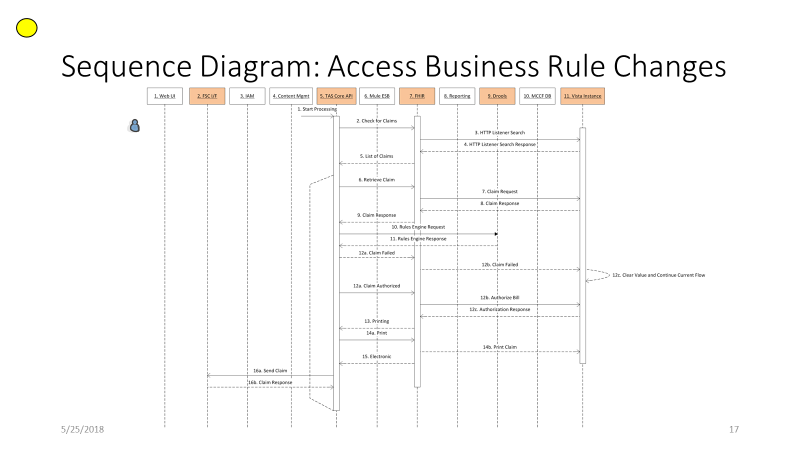 Sequence Diagram: Access Business Rule Changes
1. Web UI
2. FSC I/T
3. IAM
4. Content Mgmt
5. TAS Core API
6. Mule ESB
7. FHIR
8. Reporting
9. Drools
10. MCCF DB
11. Vista Instance
1. Start Processing
2. Check for Claims
3. HTTP Listener Search
4. HTTP Listener Search Response
5. List of Claims
6. Retrieve Claim
7. Claim Request
8. Claim Response
9. Claim Response
10. Rules Engine Request
11. Rules Engine Response
12a. Claim Failed
12b. Claim Failed
12c. Clear Value and Continue Current Flow
12a. Claim Authorized
12b. Authorize Bill
12c. Authorization Response
13. Printing
14a. Print
14b. Print Claim
15. Electronic
16a. Send Claim
16b. Claim Response
5/25/2018
17